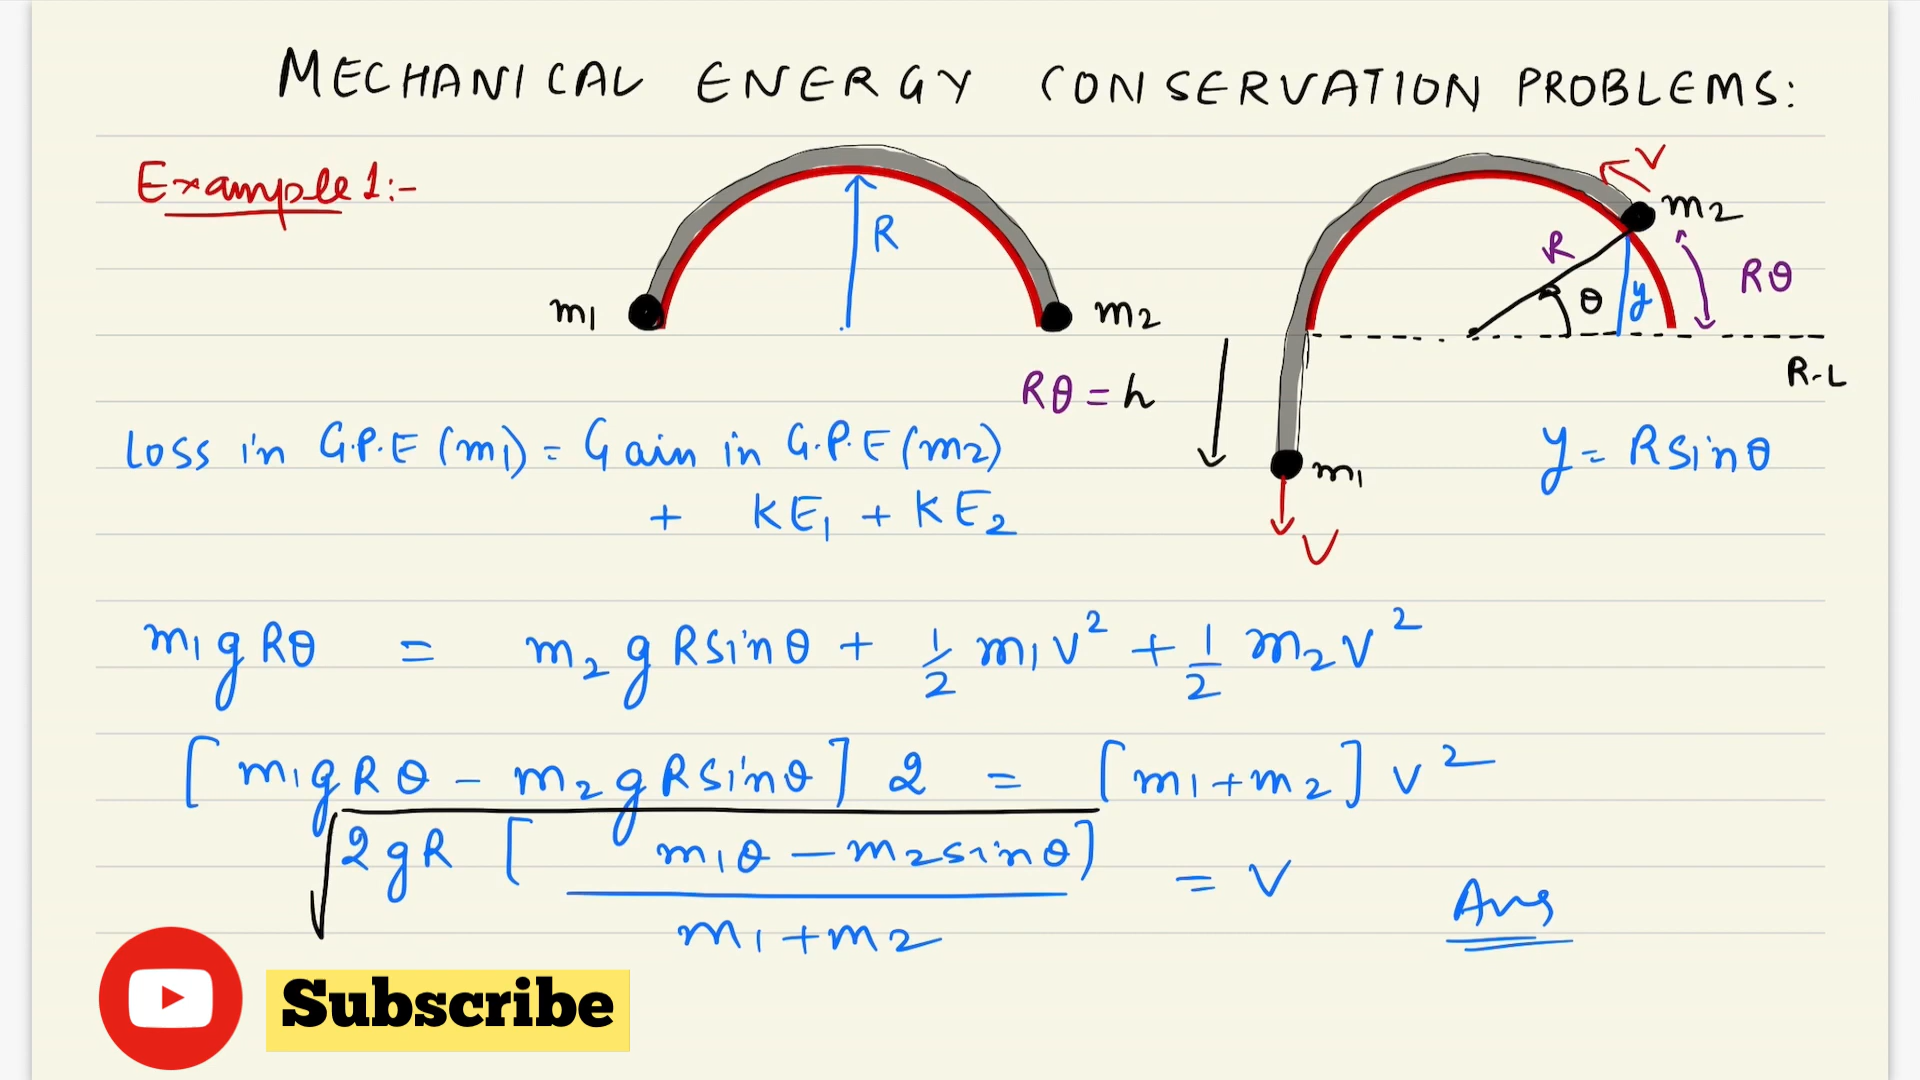 MECHANICAL ENERGY CONSERVATION PROBLEMS:
Example 1:-
R
m1
m2
V
m2
R
θ
y
Rθ
R-L
Rθ = h
m1
V
y = R sinθ
Loss in G.P.E (m1) = Gain in G.P.E (m2)
+ KE1 + KE2
m1 g Rθ = m2 g R sinθ + 1/2 m1 v² + 1/2 m2 v²
[ m1 g R θ - m2 g R sinθ ] 2 = [ m1 + m2 ] v²
√2gR [ m1θ - m2 sinθ ] = v
m1 + m2
Ans
Subscribe